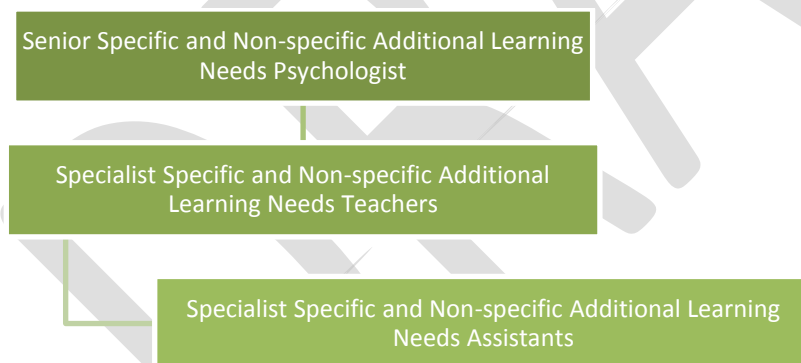 Senior Specific and Non-specific Additional Learning
Needs Psychologist
Specialist Specific and Non-specific Additional
Learning Needs Teachers
Specialist Specific and Non-specific Additional Learning
Needs Assistants